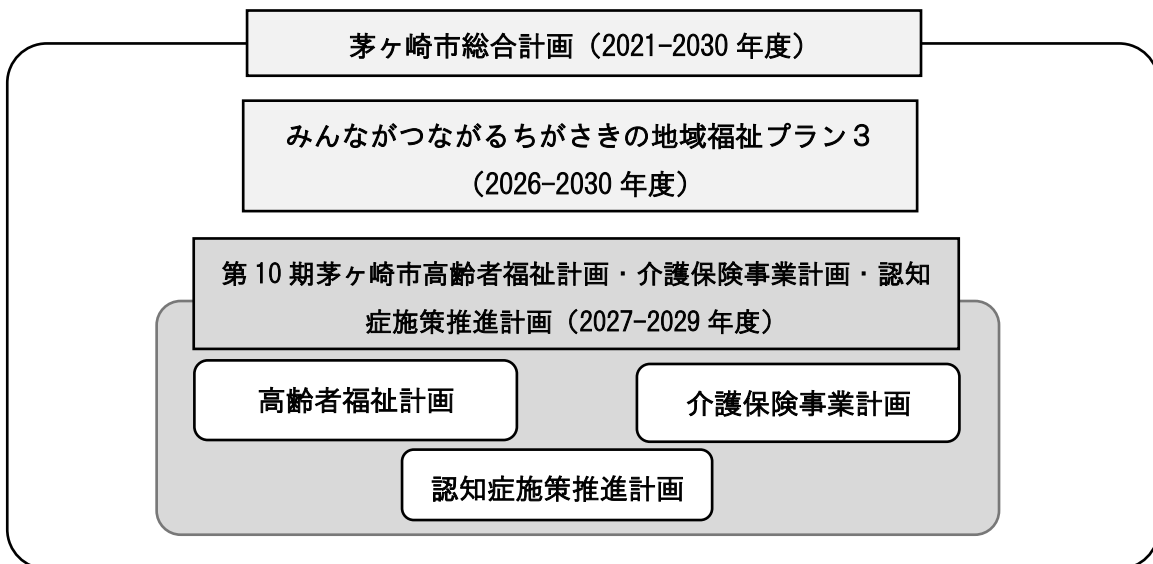 茅ヶ崎市総合計画（2021-2030 年度）
みんながつながるちがさきの地域福祉プラン３
（2026-2030 年度）
第 10 期茅ヶ崎市高齢者福祉計画・介護保険事業計画・認知
症施策推進計画（2027-2029 年度）
高齢者福祉計画
介護保険事業計画
認知症施策推進計画